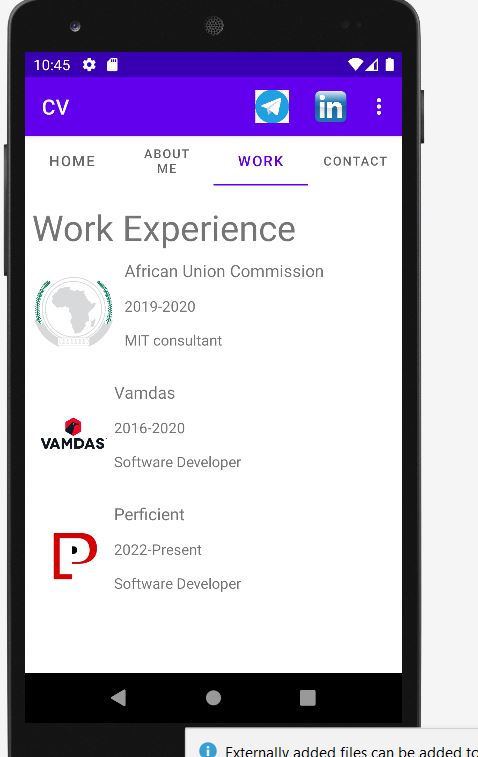 10:45
CV
in
HOME
ABOUT
ME
WORK
CONTACT
Work Experience
African Union Commission
2019-2020
MIT consultant
Vamdas
2016-2020
VAMDAS
Software Developer
Perficient
2022-Present
P
Software Developer
Externally added files can be added to